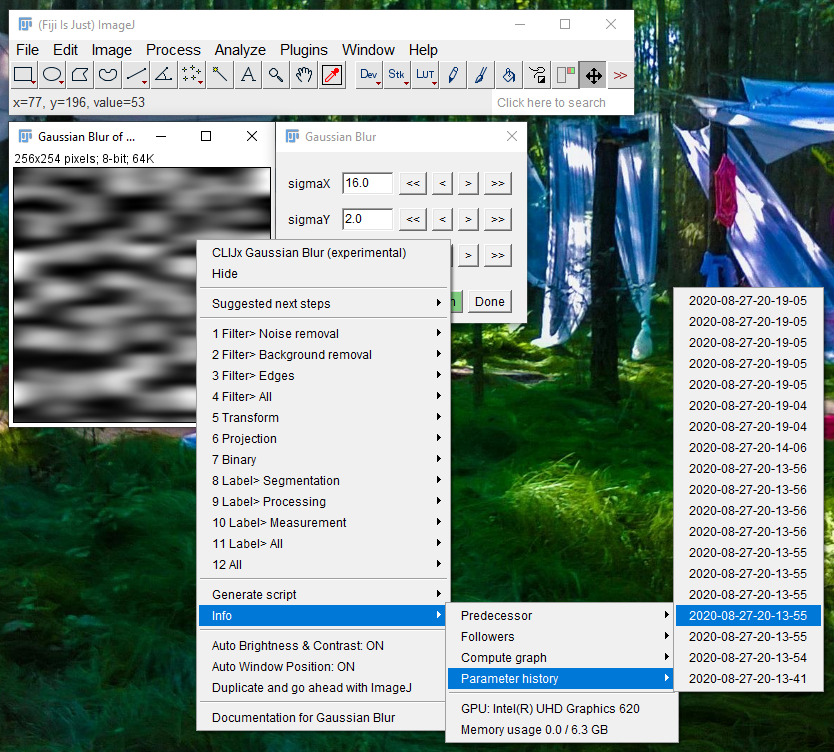 (Fiji Is Just) ImageJ
File Edit Image Process Analyze Plugins Window Help
Dev Stk LUT >>
x=77, y=196, value=53
Click here to search
Gaussian Blur of ...
256x254 pixels; 8-bit; 64K
Gaussian Blur
sigmaX 16.0 << < > >>
sigmaY 2.0 << < > >>
> >>
Done
CLIJx Gaussian Blur (experimental)
Hide
Suggested next steps
1 Filter> Noise removal
2 Filter> Background removal
3 Filter> Edges
4 Filter> All
5 Transform
6 Projection
7 Binary
8 Label> Segmentation
9 Label> Processing
10 Label> Measurement
11 Label> All
12 All
Generate script
Info
Auto Brightness & Contrast: ON
Auto Window Position: ON
Duplicate and go ahead with ImageJ
Documentation for Gaussian Blur
Predecessor
Followers
Compute graph
Parameter history
GPU: Intel(R) UHD Graphics 620
Memory usage 0.0 / 6.3 GB
2020-08-27-20-19-05
2020-08-27-20-19-05
2020-08-27-20-19-05
2020-08-27-20-19-05
2020-08-27-20-19-05
2020-08-27-20-19-04
2020-08-27-20-19-04
2020-08-27-20-14-06
2020-08-27-20-13-56
2020-08-27-20-13-56
2020-08-27-20-13-56
2020-08-27-20-13-56
2020-08-27-20-13-55
2020-08-27-20-13-55
2020-08-27-20-13-55
2020-08-27-20-13-55
2020-08-27-20-13-55
2020-08-27-20-13-54
2020-08-27-20-13-41